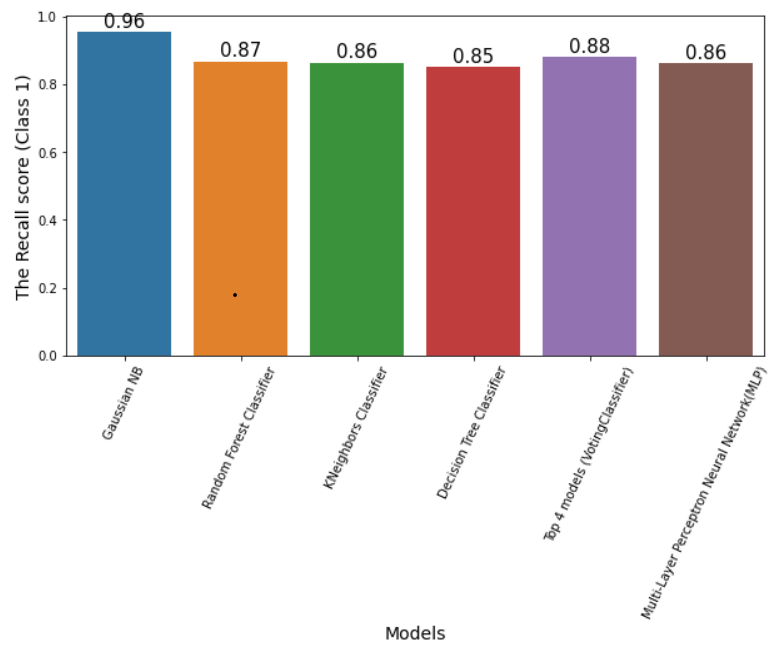 1.0
0.8
0.6
0.4
0.2
0.0
The Recall score (Class 1)
0.96
0.87
0.86
0.85
0.88
0.86
Gaussian NB
Random Forest Classifier
KNeighbors Classifier
Decision Tree Classifier
Top 4 models (VotingClassifier)
Multi-Layer Perceptron Neural Network(MLP)
Models